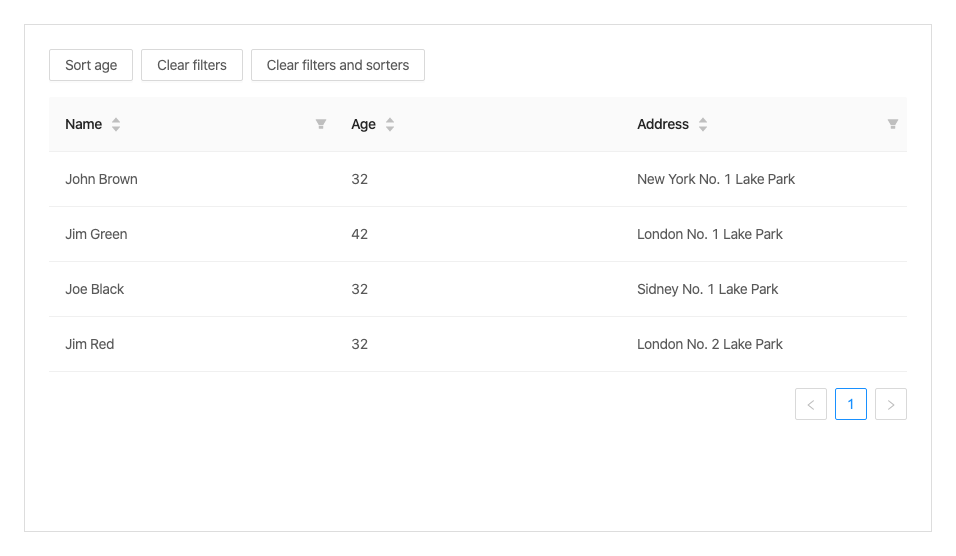 Sort age Clear filters Clear filters and sorters
Name Age Address
John Brown 32 New York No. 1 Lake Park
Jim Green 42 London No. 1 Lake Park
Joe Black 32 Sidney No. 1 Lake Park
Jim Red 32 London No. 2 Lake Park
1